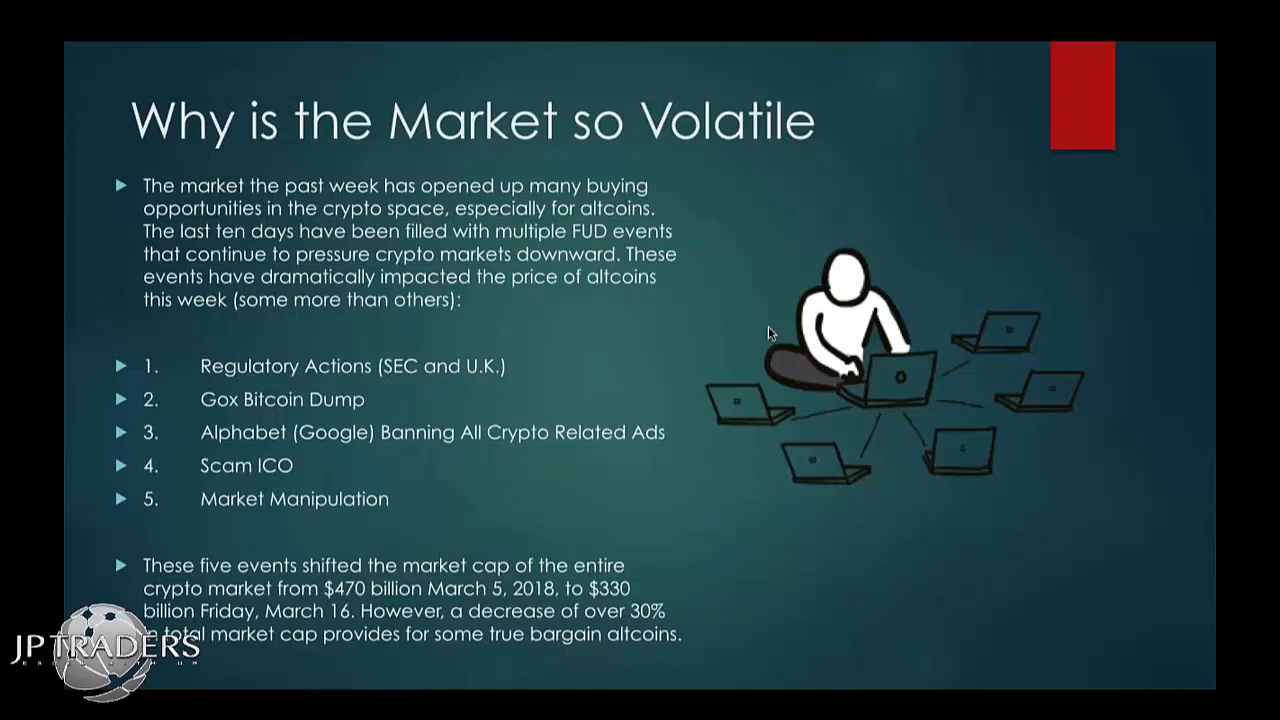 Why is the Market so Volatile
The market the past week has opened up many buying
opportunities in the crypto space, especially for altcoins.
The last ten days have been filled with multiple FUD events
that continue to pressure crypto markets downward. These
events have dramatically impacted the price of altcoins
this week (some more than others):
1. Regulatory Actions (SEC and U.K.)
2. Gox Bitcoin Dump
3. Alphabet (Google) Banning All Crypto Related Ads
4. Scam ICO
5. Market Manipulation
These five events shifted the market cap of the entire
crypto market from $470 billion March 5, 2018, to $330
billion Friday, March 16. However, a decrease of over 30%
total market cap provides for some true bargain altcoins.
JP TRADERS